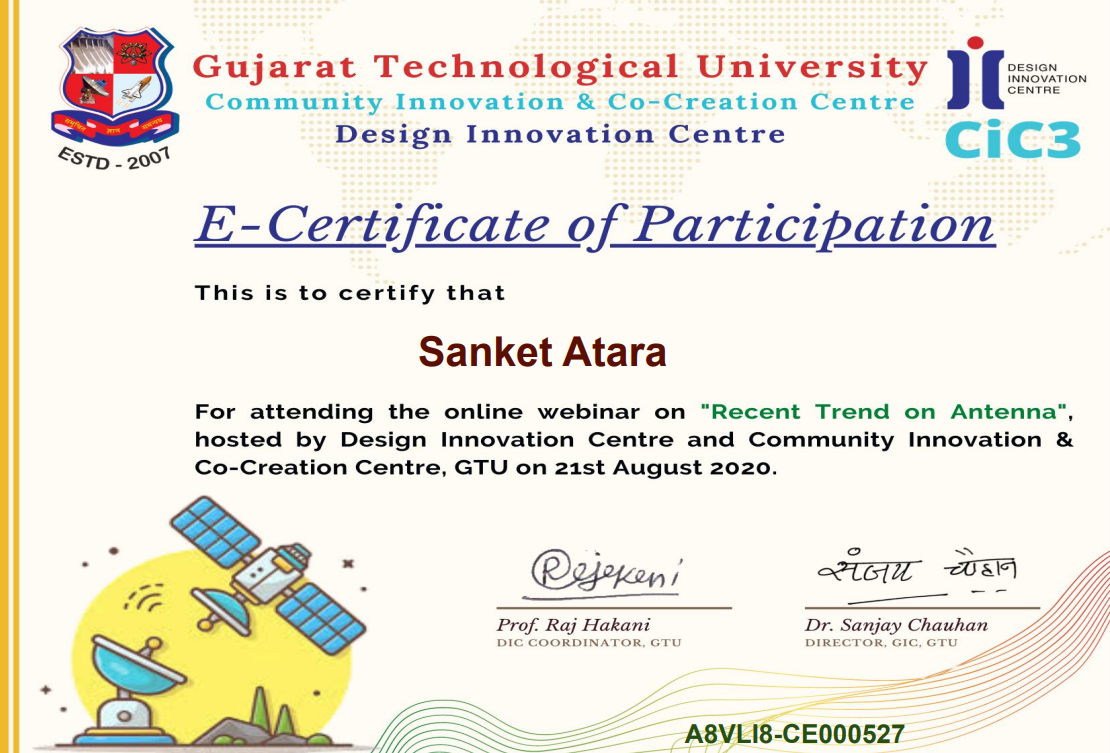 Gujarat Technological University
Community Innovation & Co-Creation Centre
Design Innovation Centre
DESIGN
INNOVATION
CENTRE
CiC3
ESTD - 2007
E-Certificate of Participation
This is to certify that
Sanket Atara
For attending the online webinar on "Recent Trend on Antenna",
hosted by Design Innovation Centre and Community Innovation &
Co-Creation Centre, GTU on 21st August 2020.
संजय चौहान
Prof. Raj Hakani
DIC COORDINATOR, GTU
Dr. Sanjay Chauhan
DIRECTOR, GIC, GTU
A8VLI8-CE000527